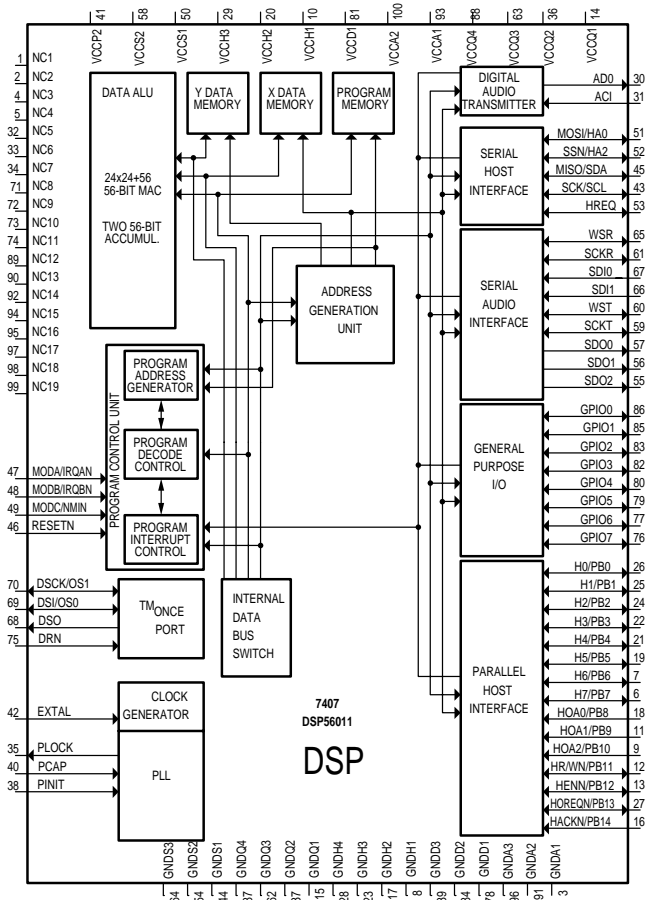 41 58 50 29 20 10 81 100 93 88 63 36 14
VCCP2 VCCS2 VCCS1 VCCH3 VCCH2 VCCH1 VCCD1 VCCA2 VCCA1 VCCQ4 VCCQ3 VCCQ2 VCCQ1
1 NC1
2 NC2
4 NC3
5 NC4
32 NC5
33 NC6
34 NC7
71 NC8
72 NC9
73 NC10
74 NC11
89 NC12
90 NC13
92 NC14
94 NC15
95 NC16
97 NC17
98 NC18
99 NC19
47 MODA/IRQAN
48 MODB/IRQBN
49 MODC/NMIN
46 RESETN
70 DSCK/OS1
69 DSI/OS0
68 DSO
75 DRN
42 EXTAL
35 PLOCK
40 PCAP
38 PINIT
DATA ALU
24x24+56
56-BIT MAC
TWO 56-BIT
ACCUMUL.
Y DATA
MEMORY
X DATA
MEMORY
PROGRAM
MEMORY
ADDRESS
GENERATION
UNIT
PROGRAM CONTROL UNIT
PROGRAM
ADDRESS
GENERATOR
PROGRAM
DECODE
CONTROL
PROGRAM
INTERRUPT
CONTROL
TM ONCE
PORT
INTERNAL
DATA
BUS
SWITCH
CLOCK
GENERATOR
PLL
7407
DSP56011
DSP
DIGITAL
AUDIO
TRANSMITTER
SERIAL
HOST
INTERFACE
SERIAL
AUDIO
INTERFACE
GENERAL
PURPOSE
I/O
PARALLEL
HOST
INTERFACE
AD0 30
ACI 31
MOSI/HA0 51
SSN/HA2 52
MISO/SDA 45
SCK/SCL 43
HREQ 53
WSR 65
SCKR 61
SDI0 67
SDI1 66
WST 60
SCKT 59
SDO0 57
SDO1 56
SDO2 55
GPIO0 86
GPIO1 85
GPIO2 83
GPIO3 82
GPIO4 80
GPIO5 79
GPIO6 77
GPIO7 76
H0/PB0 26
H1/PB1 25
H2/PB2 24
H3/PB3 22
H4/PB4 21
H5/PB5 19
H6/PB6 7
H7/PB7 6
HOA0/PB8 18
HOA1/PB9 11
HOA2/PB10 9
HR/WN/PB11 12
HENN/PB12 13
HOREQN/PB13 27
HACKN/PB14 16
GNDS3 GNDS2 GNDS1 GNDQ4 GNDQ3 GNDQ2 GNDQ1 GNDH4 GNDH3 GNDH2 GNDH1 GNDD3 GNDD2 GNDD1 GNDA3 GNDA2 GNDA1
64 54 44 62 15 28 23 17 8 96 91 3